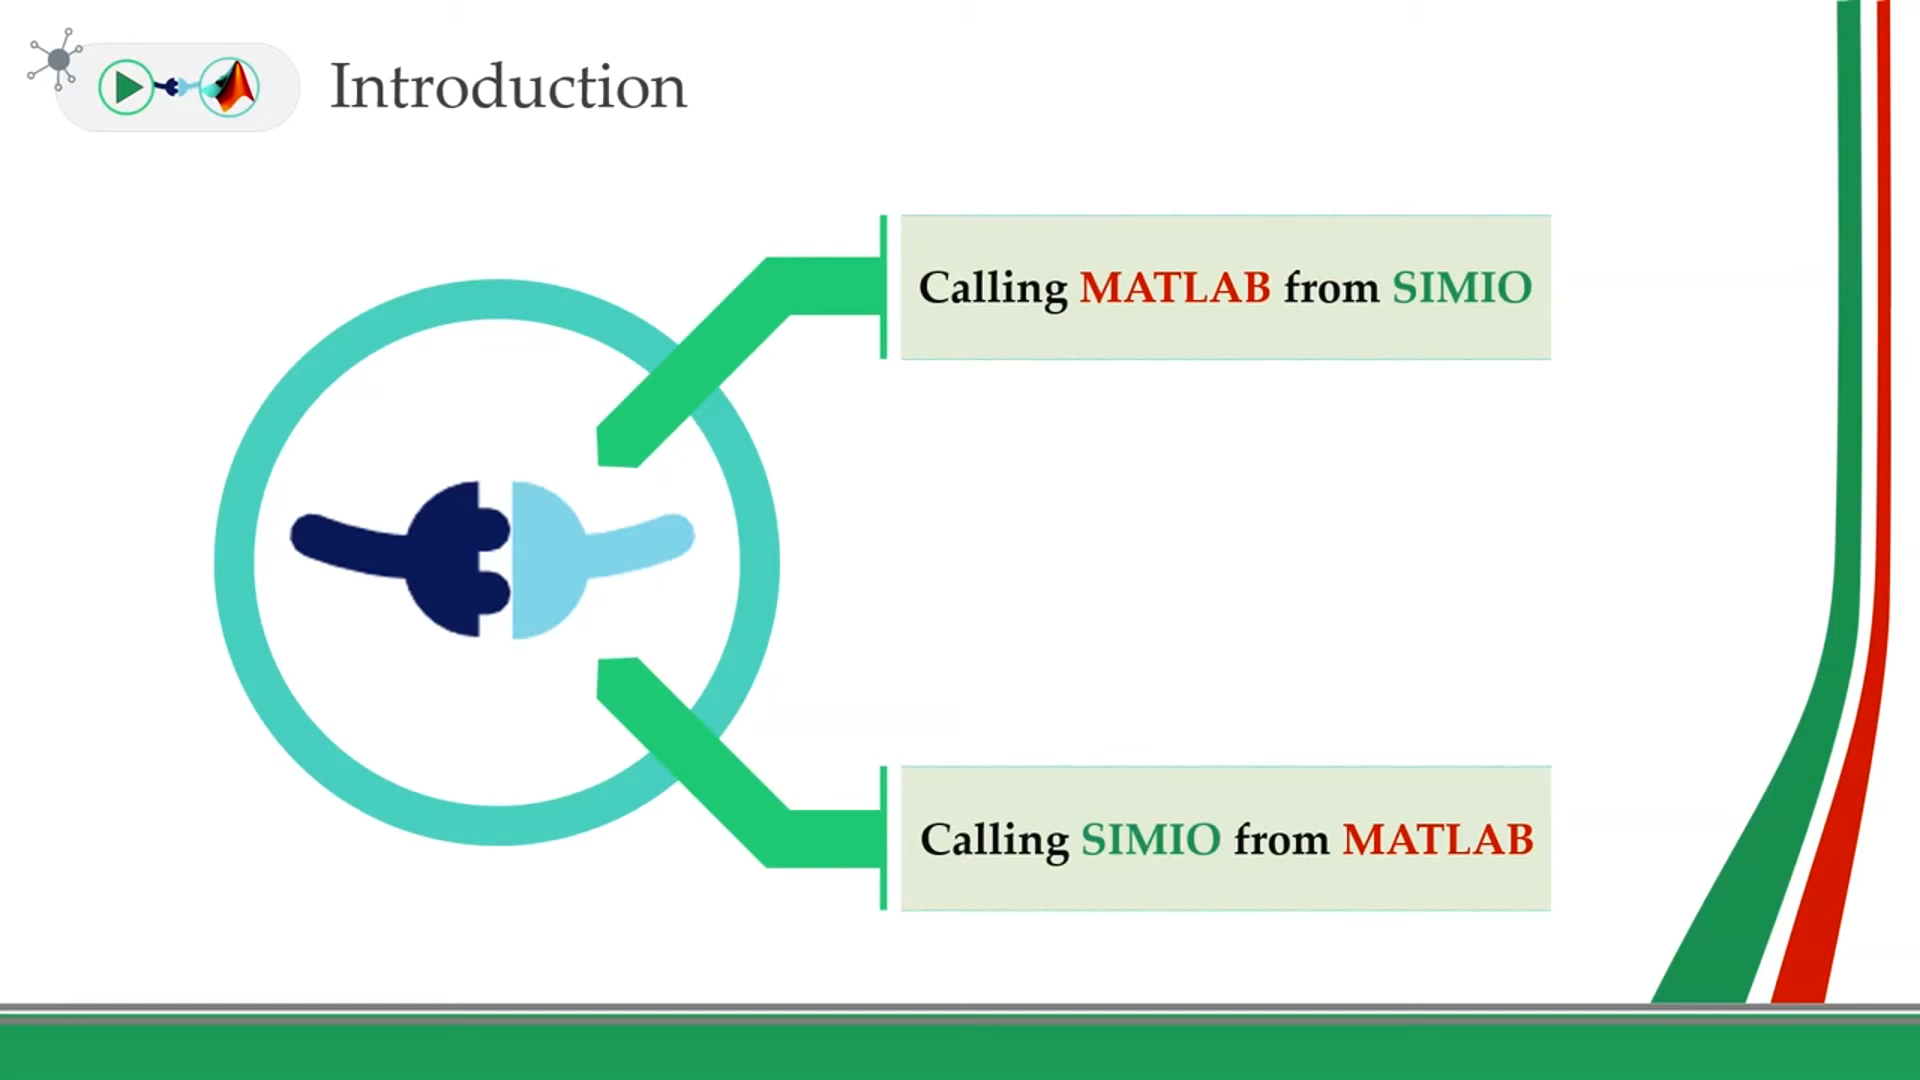 Introduction
Calling MATLAB from SIMIO
Calling SIMIO from MATLAB